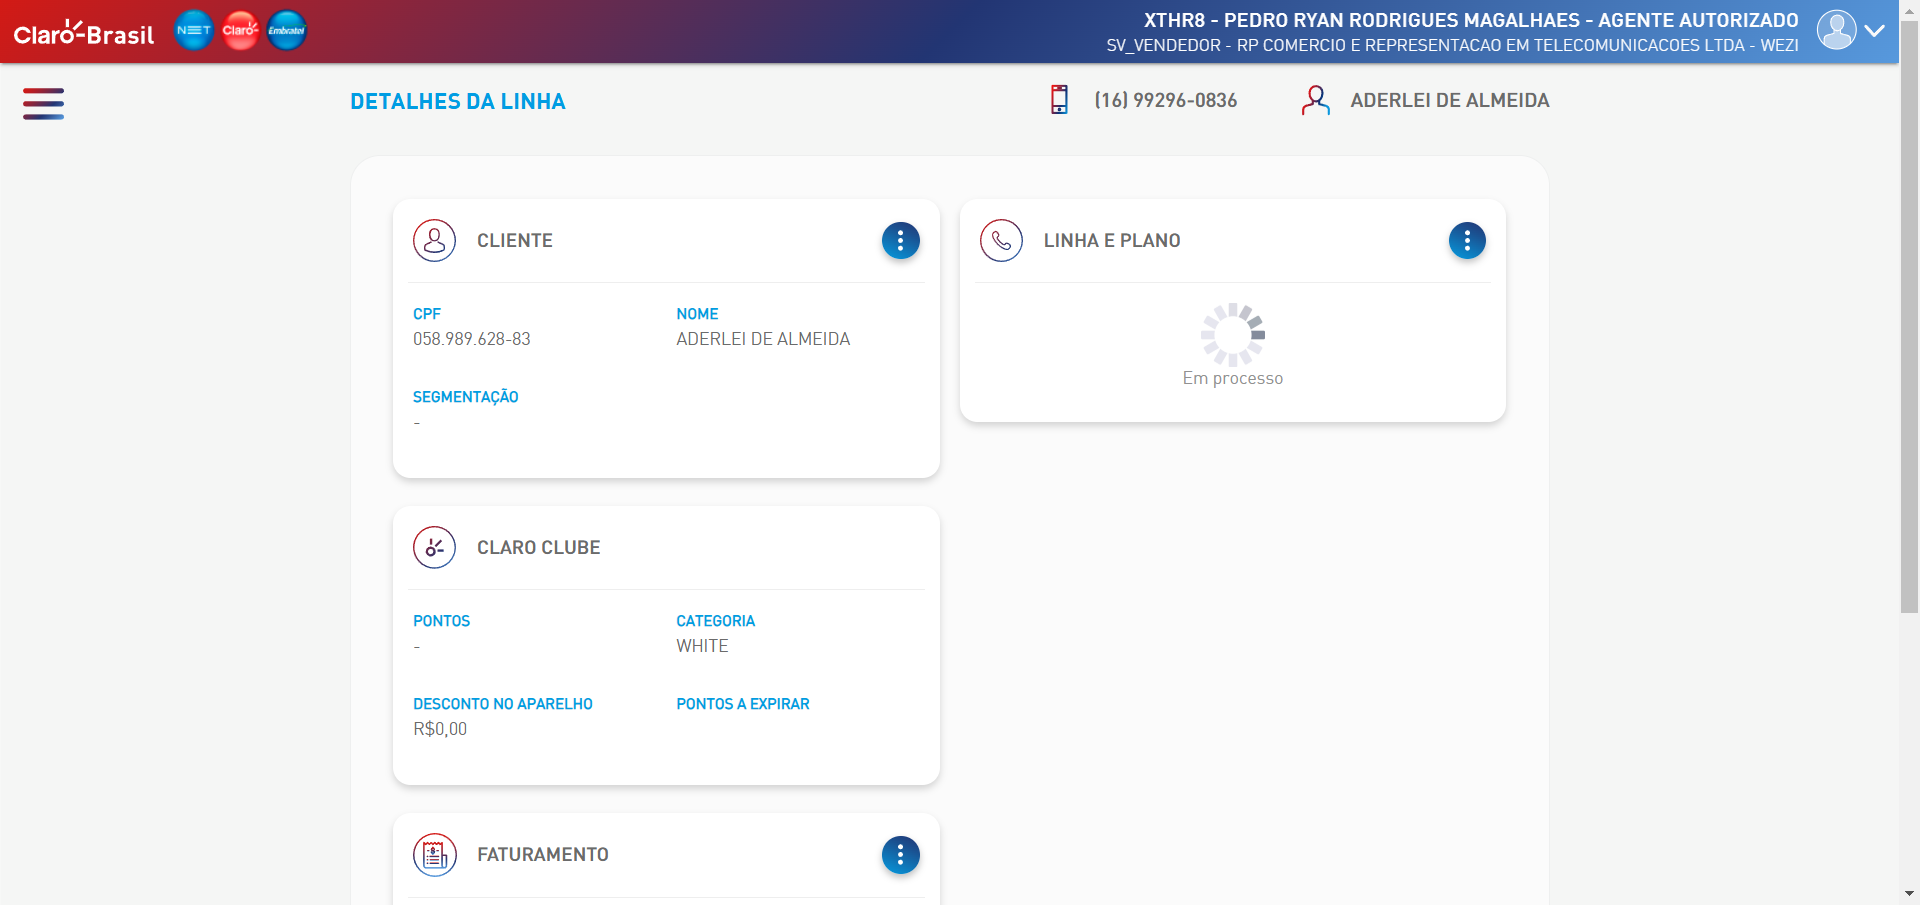 Claro-Brasil
NET
Claro
Embratel
XTHR8 - PEDRO RYAN RODRIGUES MAGALHAES - AGENTE AUTORIZADO
SV_VENDEDOR - RP COMERCIO E REPRESENTACAO EM TELECOMUNICACOES LTDA - WEZI
DETALHES DA LINHA
(16) 99296-0836
ADERLEI DE ALMEIDA
CLIENTE
CPF
058.989.628-83
NOME
ADERLEI DE ALMEIDA
SEGMENTAÇÃO
-
LINHA E PLANO
Em processo
CLARO CLUBE
PONTOS
-
CATEGORIA
WHITE
DESCONTO NO APARELHO
R$0,00
PONTOS A EXPIRAR
FATURAMENTO